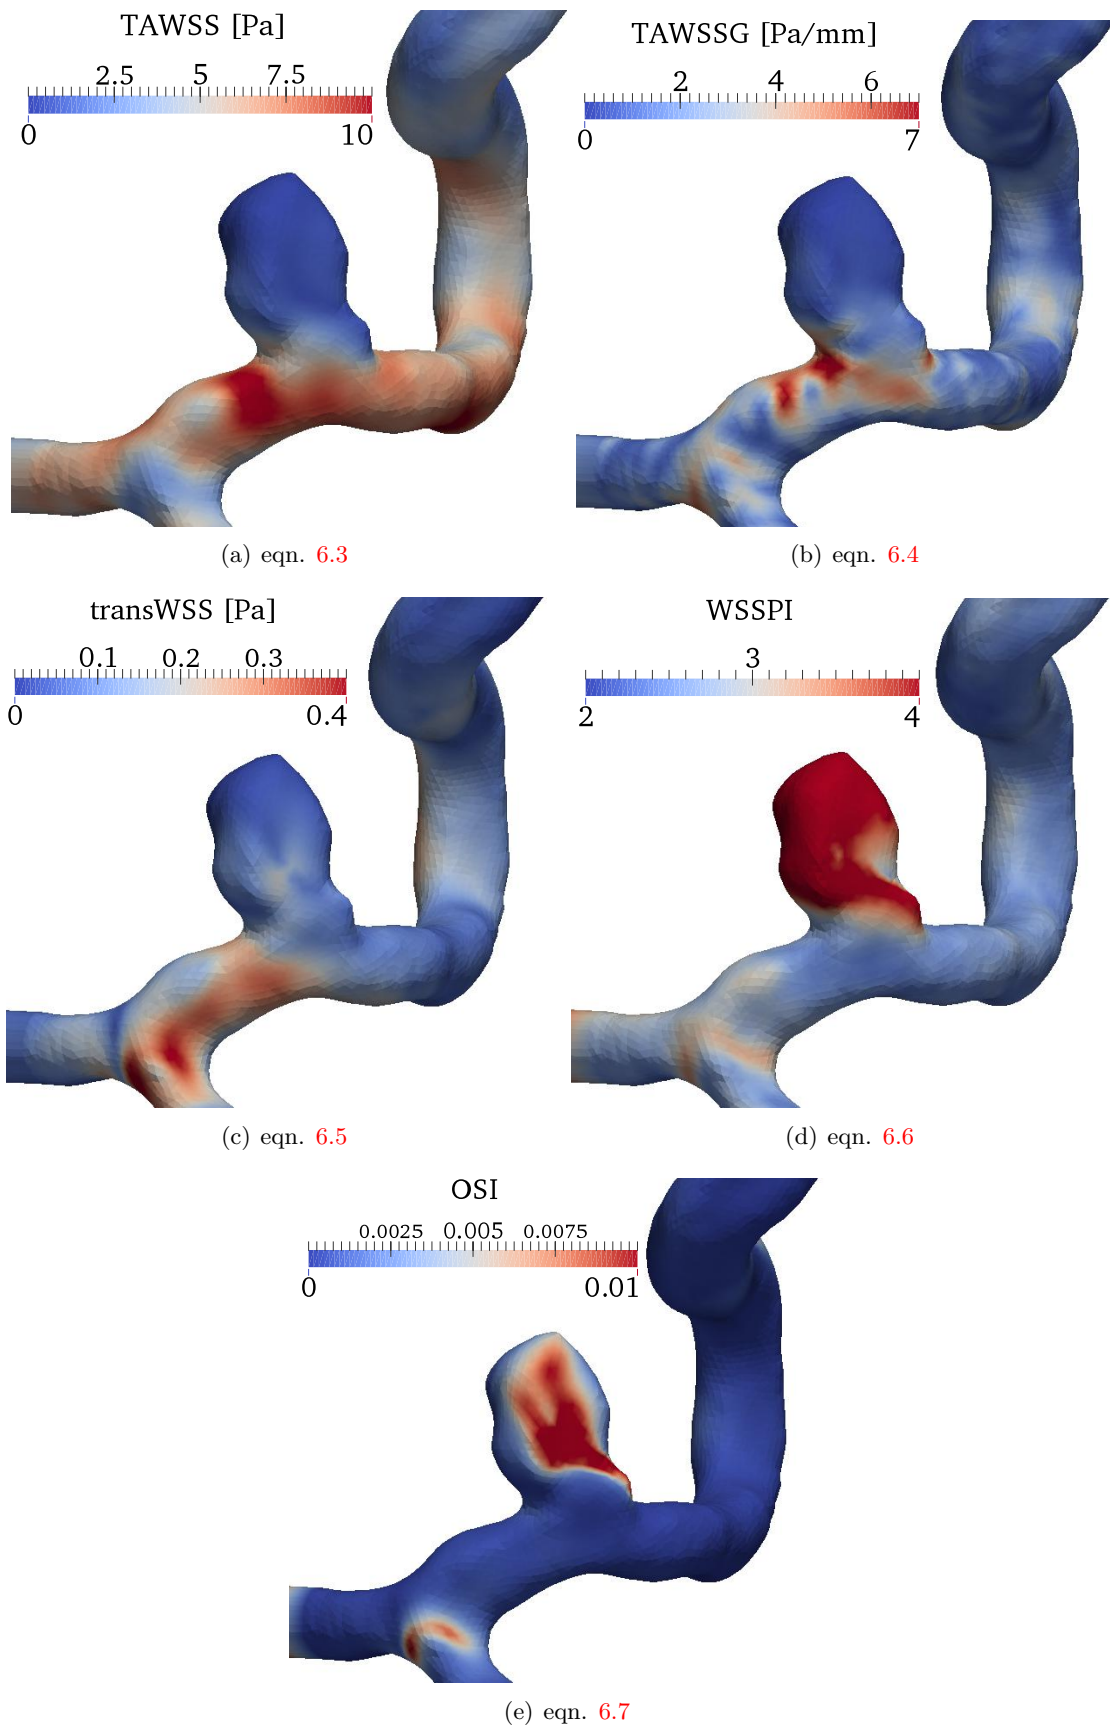 TAWSS [Pa]
2.5 5 7.5
0 10
(a) eqn. 6.3
TAWSSG [Pa/mm]
2 4 6
0 7
(b) eqn. 6.4
transWSS [Pa]
0.1 0.2 0.3
0 0.4
(c) eqn. 6.5
WSSPI
3
2 4
(d) eqn. 6.6
OSI
0.0025 0.005 0.0075
0 0.01
(e) eqn. 6.7